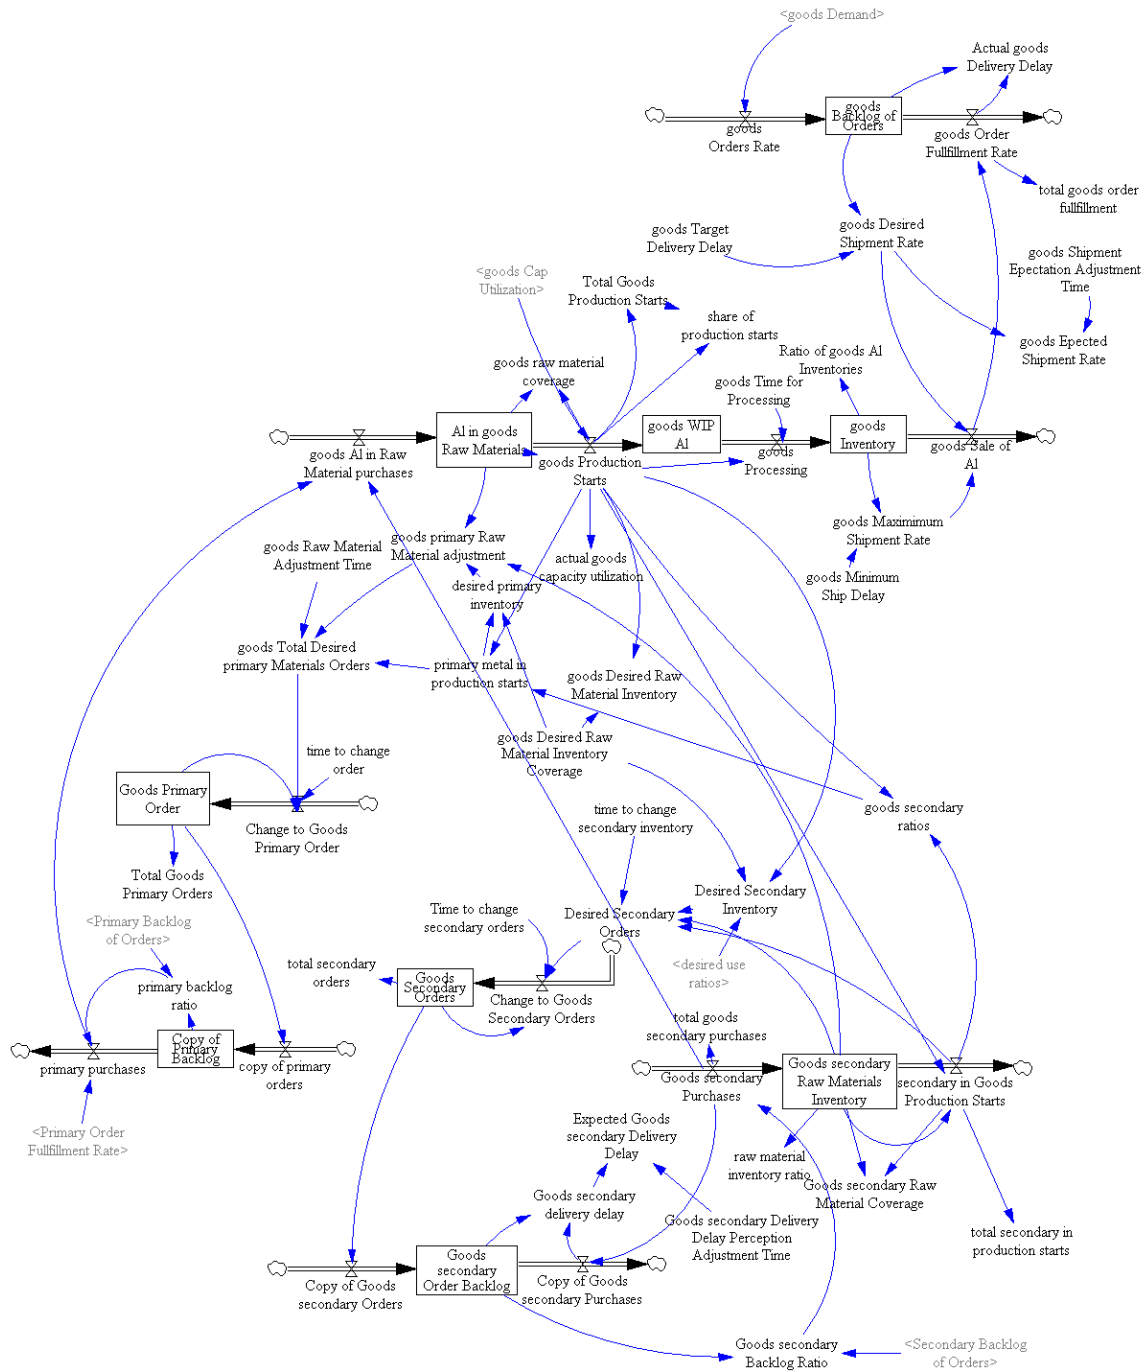 <goods Demand>
Actual goods
Delivery Delay
goods
Backlog of
Orders
goods
Orders Rate
goods Order
Fullfillment Rate
total goods order
fullfillment
goods Target
Delivery Delay
goods Desired
Shipment Rate
goods Shipment
Epectation Adjustment
Time
<goods Cap
Utilization>
Total Goods
Production Starts
share of
production starts
goods Epected
Shipment Rate
Ratio of goods Al
Inventories
goods raw material
coverage
goods Time for
Processing
Al in goods
Raw Materials
goods WIP
Al
goods
Inventory
goods Al in Raw
Material purchases
goods Production
Starts
goods
Processing
goods Sale of
Al
goods Maximimum
Shipment Rate
goods Raw Material
Adjustment Time
goods primary Raw
Material adjustment
actual goods
capacity utilization
desired primary
inventory
goods Minimum
Ship Delay
goods Total Desired
primary Materials Orders
primary metal in
production starts
goods Desired Raw
Material Inventory
goods Desired Raw
Material Inventory
Coverage
time to change
order
Goods Primary
Order
Change to Goods
Primary Order
time to change
secondary inventory
goods secondary
ratios
Total Goods
Primary Orders
Desired Secondary
Inventory
<Primary Backlog
of Orders>
Time to change
secondary orders
Desired Secondary
Orders
<desired use
ratios>
primary backlog
ratio
total secondary
orders
Goods
Secondary
Orders
Change to Goods
Secondary Orders
total goods
secondary purchases
Copy of
Primary
Backlog
primary purchases
copy of primary
orders
Goods secondary
Purchases
Goods secondary
Raw Materials
Inventory
secondary in Goods
Production Starts
<Primary Order
Fullfillment Rate>
Expected Goods
secondary Delivery
Delay
raw material
inventory ratio
Goods secondary Raw
Material Coverage
Goods secondary
delivery delay
Goods secondary Delivery
Delay Perception
Adjustment Time
total secondary in
production starts
Goods
secondary
Order Backlog
Copy of Goods
secondary Orders
Copy of Goods
secondary Purchases
Goods secondary
Backlog Ratio
<Secondary Backlog
of Orders>